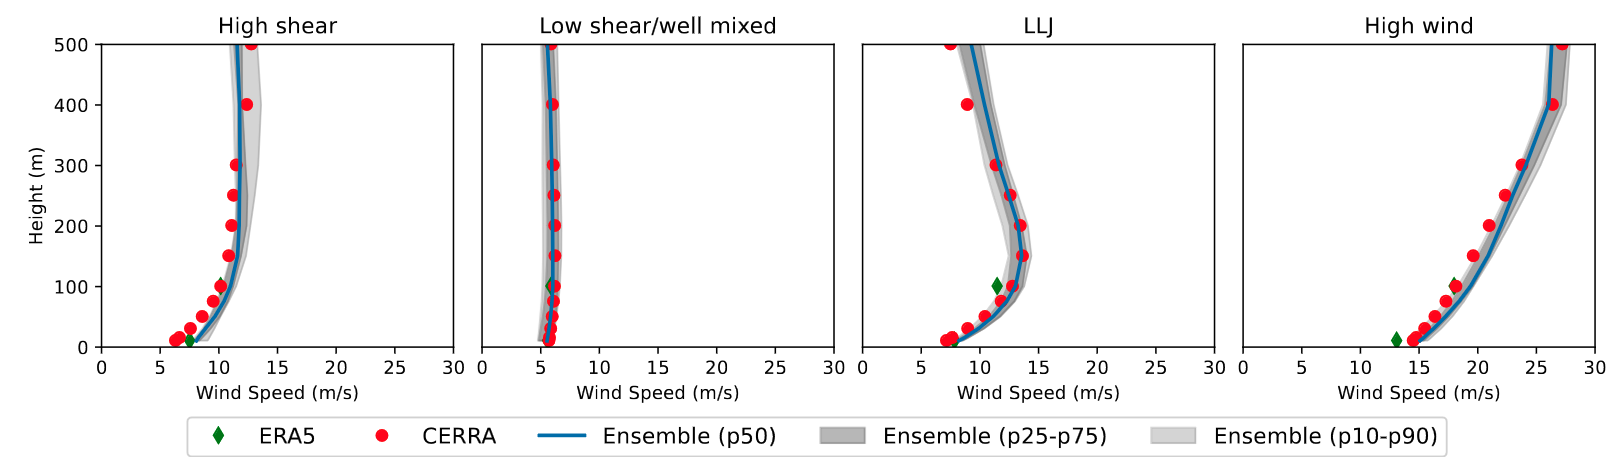 High shear
Low shear/well mixed
LLJ
High wind
Height (m)
500
400
300
200
100
0
0 5 10 15 20 25 30
0 5 10 15 20 25 30
0 5 10 15 20 25 30
0 5 10 15 20 25 30
Wind Speed (m/s)
Wind Speed (m/s)
Wind Speed (m/s)
Wind Speed (m/s)
ERA5 CERRA Ensemble (p50) Ensemble (p25-p75) Ensemble (p10-p90)